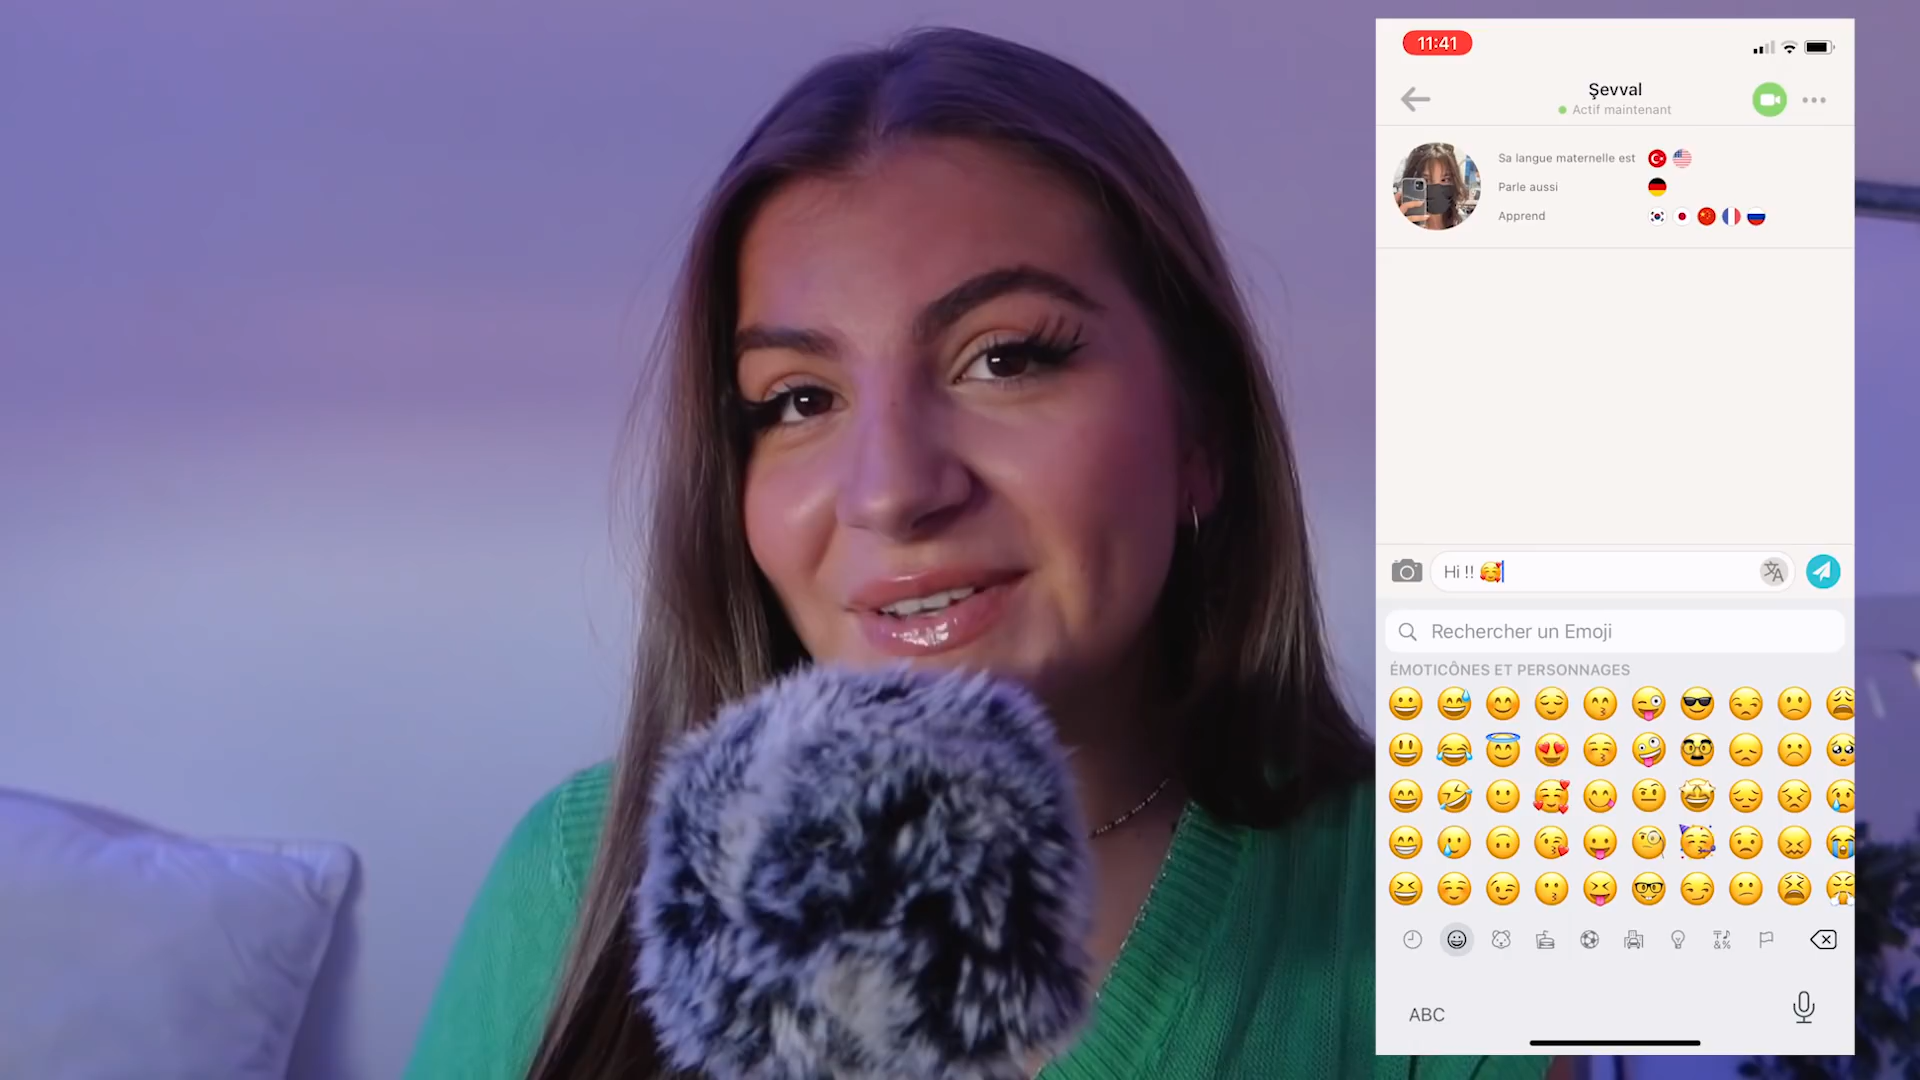 11:41
Şevval
Actif maintenant
Sa langue maternelle est
Parle aussi
Apprend
Hi !! 🥰
Rechercher un Emoji
ÉMOTICÔNES ET PERSONNAGES
ABC